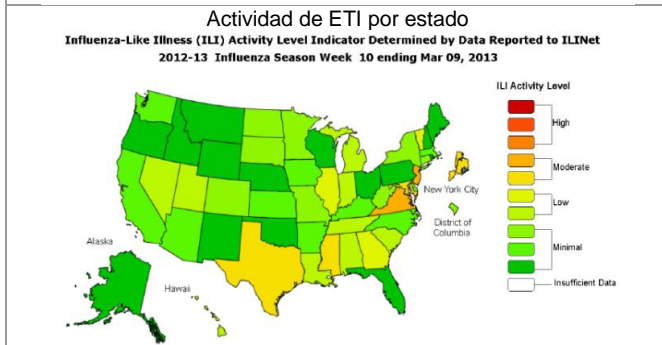 Actividad de ETI por estado
Influenza-Like Illness (ILI) Activity Level Indicator Determined by Data Reported to ILINet
2012-13 Influenza Season Week 10 ending Mar 09, 2013
ILI Activity Level
High
Moderate
New York City
Low
District of
Columbia
Alaska
Minimal
Hawaii
Insufficient Data